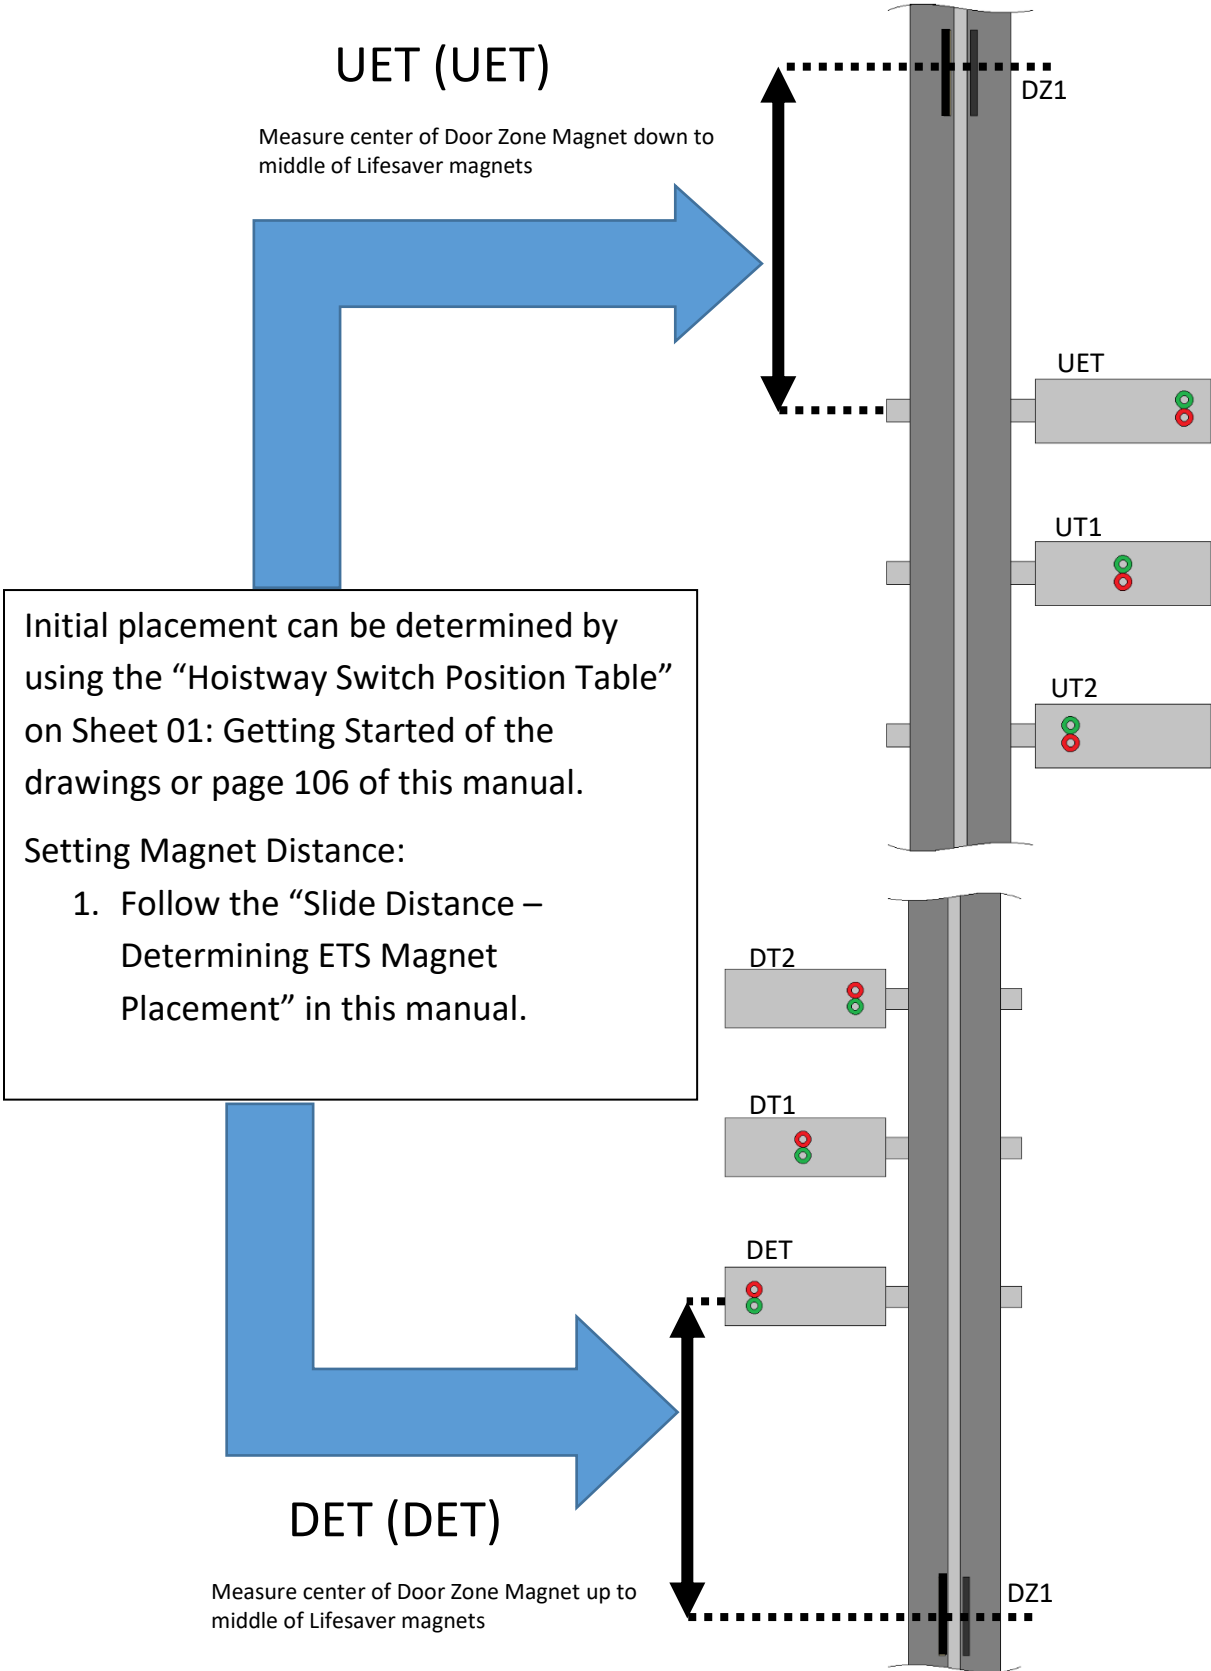 UET (UET)
DZ1
Measure center of Door Zone Magnet down to
middle of Lifesaver magnets
UET
UT1
UT2
Initial placement can be determined by
using the “Hoistway Switch Position Table”
on Sheet 01: Getting Started of the
drawings or page 106 of this manual.
Setting Magnet Distance:
1. Follow the “Slide Distance –
Determining ETS Magnet
Placement” in this manual.
DT2
DT1
DET
DET (DET)
Measure center of Door Zone Magnet up to
middle of Lifesaver magnets
DZ1